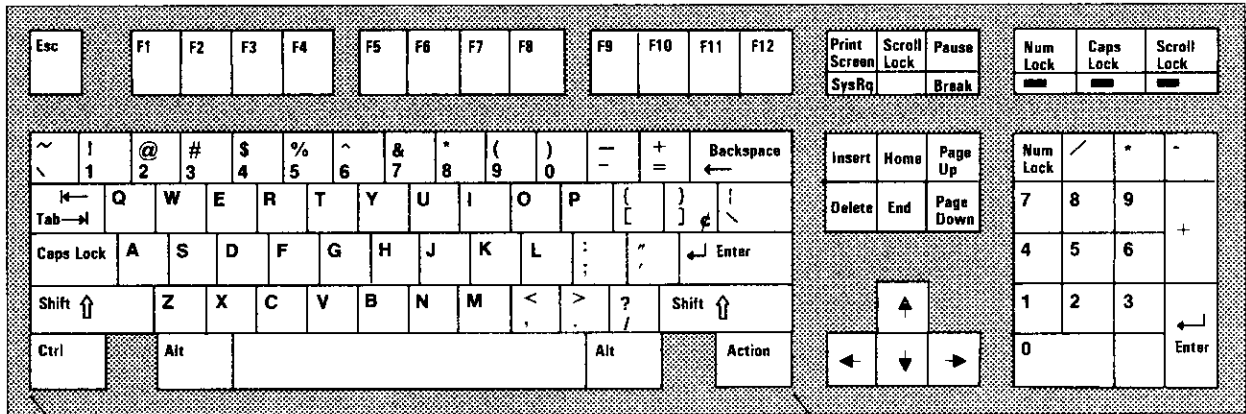 Esc F1 F2 F3 F4 F5 F6 F7 F8 F9 F10 F11 F12 Print Screen Scroll Lock Pause Num Lock Caps Lock Scroll Lock
SysRq Break
~ ! @ # $ % ^ & * ( ) — + Backspace Insert Home Page Up Num Lock / * -
\ 1 2 3 4 5 6 7 8 9 0 – = ←
Tab Q W E R T Y U I O P { [ } ] ¢ ¦ \ Delete End Page Down 7 8 9 +
Caps Lock A S D F G H J K L : ; " ' ↵ Enter 4 5 6
Shift ⇧ Z X C V B N M < , > . ? / Shift ⇧ ↑ 1 2 3 ↵ Enter
Ctrl Alt Alt Action ← ↓ → 0